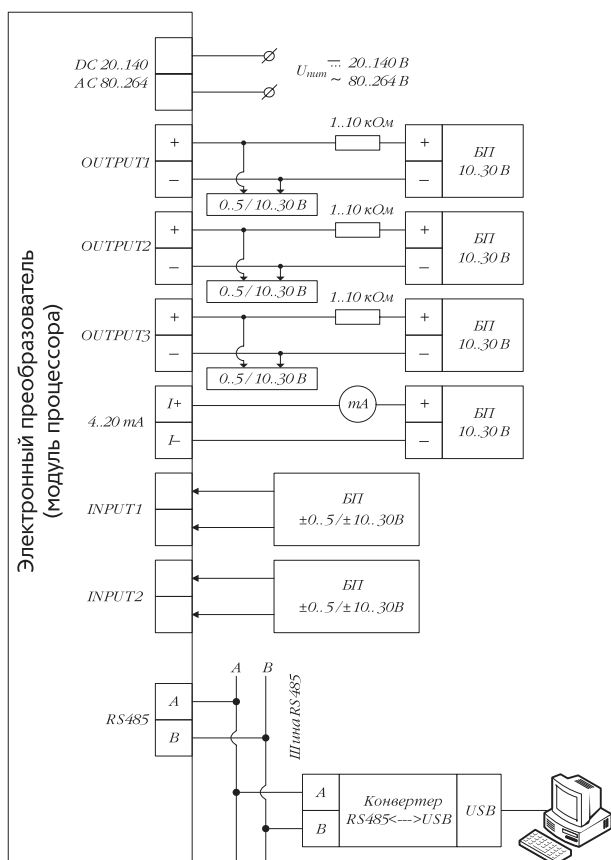 Электронный преобразователь
(модуль процессора)
DC 20..140
AC 80..264
Uпит ⎓ 20..140 В
~ 80..264 В
OUTPUT1
+
–
1..10 кОм
0..5 / 10..30 В
+
–
БП
10..30 В
OUTPUT2
+
–
1..10 кОм
0..5 / 10..30 В
+
–
БП
10..30 В
OUTPUT3
+
–
1..10 кОм
0..5 / 10..30 В
+
–
БП
10..30 В
4..20 mA
I+
I–
mA
+
–
БП
10..30 В
INPUT1
БП
±0..5/±10..30В
INPUT2
БП
±0..5/±10..30В
A B
Шина RS485
RS485
A
B
A
B
Конвертер
RS485<--->USB
USB